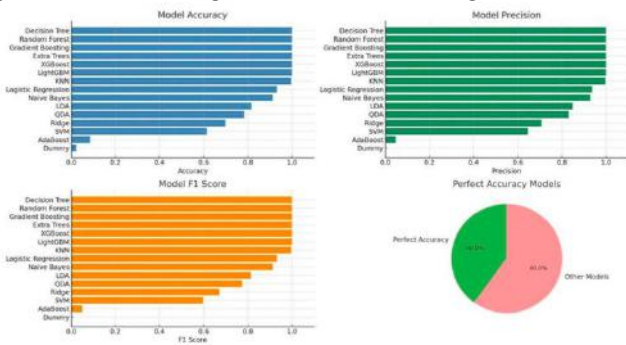 Model Accuracy
Decision Tree
Random Forest
Gradient Boosting
Extra Trees
XGBoost
LightGBM
KNN
Logistic Regression
Naive Bayes
LDA
QDA
Ridge
SVM
AdaBoost
Dummy
0.0 0.2 0.4 0.6 0.8 1.0
Accuracy
Model Precision
Decision Tree
Random Forest
Gradient Boosting
Extra Trees
XGBoost
LightGBM
KNN
Logistic Regression
Naive Bayes
LDA
QDA
Ridge
SVM
AdaBoost
Dummy
0.0 0.2 0.4 0.6 0.8 1.0
Precision
Model F1 Score
Decision Tree
Random Forest
Gradient Boosting
Extra Trees
XGBoost
LightGBM
KNN
Logistic Regression
Naive Bayes
LDA
QDA
Ridge
SVM
AdaBoost
Dummy
0.0 0.2 0.4 0.6 0.8 1.0
F1 Score
Perfect Accuracy Models
Perfect Accuracy
Other Models